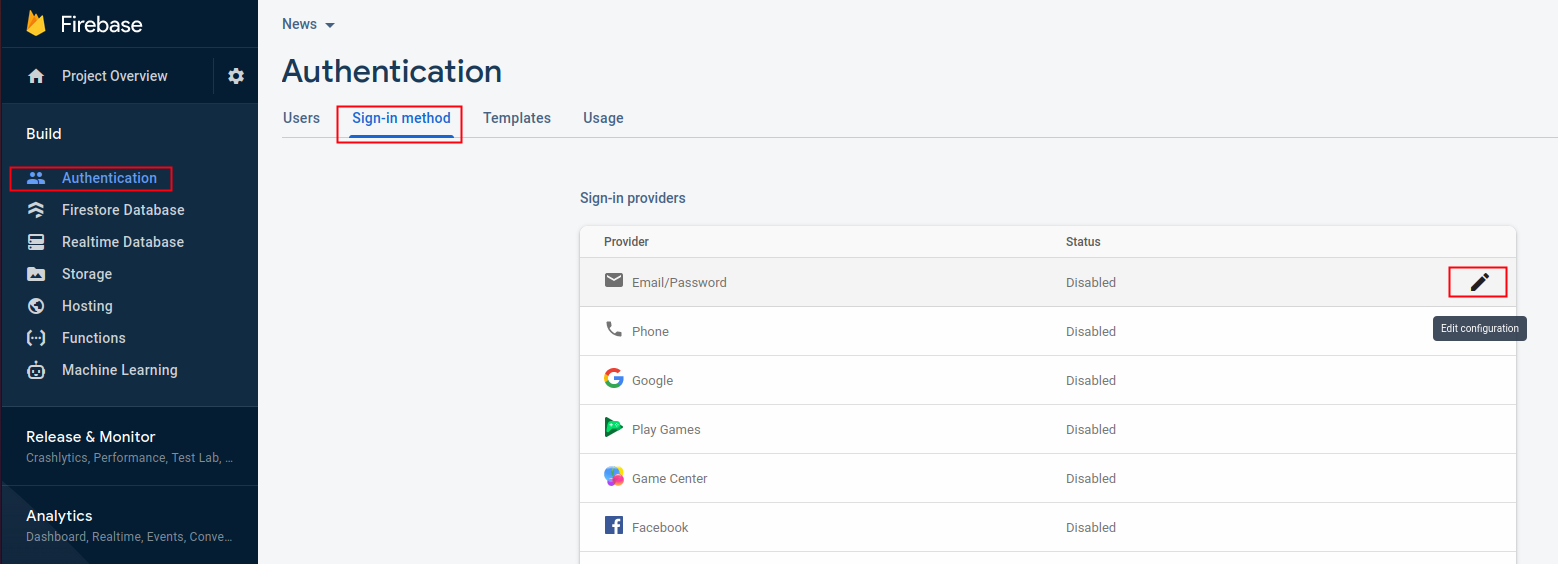 Firebase
Project Overview
Build
Authentication
Firestore Database
Realtime Database
Storage
Hosting
Functions
Machine Learning
Release & Monitor
Crashlytics, Performance, Test Lab, ...
Analytics
Dashboard, Realtime, Events, Conve...
News
Authentication
Users Sign-in method Templates Usage
Sign-in providers
Provider Status
Email/Password Disabled
Edit configuration
Phone Disabled
Google Disabled
Play Games Disabled
Game Center Disabled
Facebook Disabled